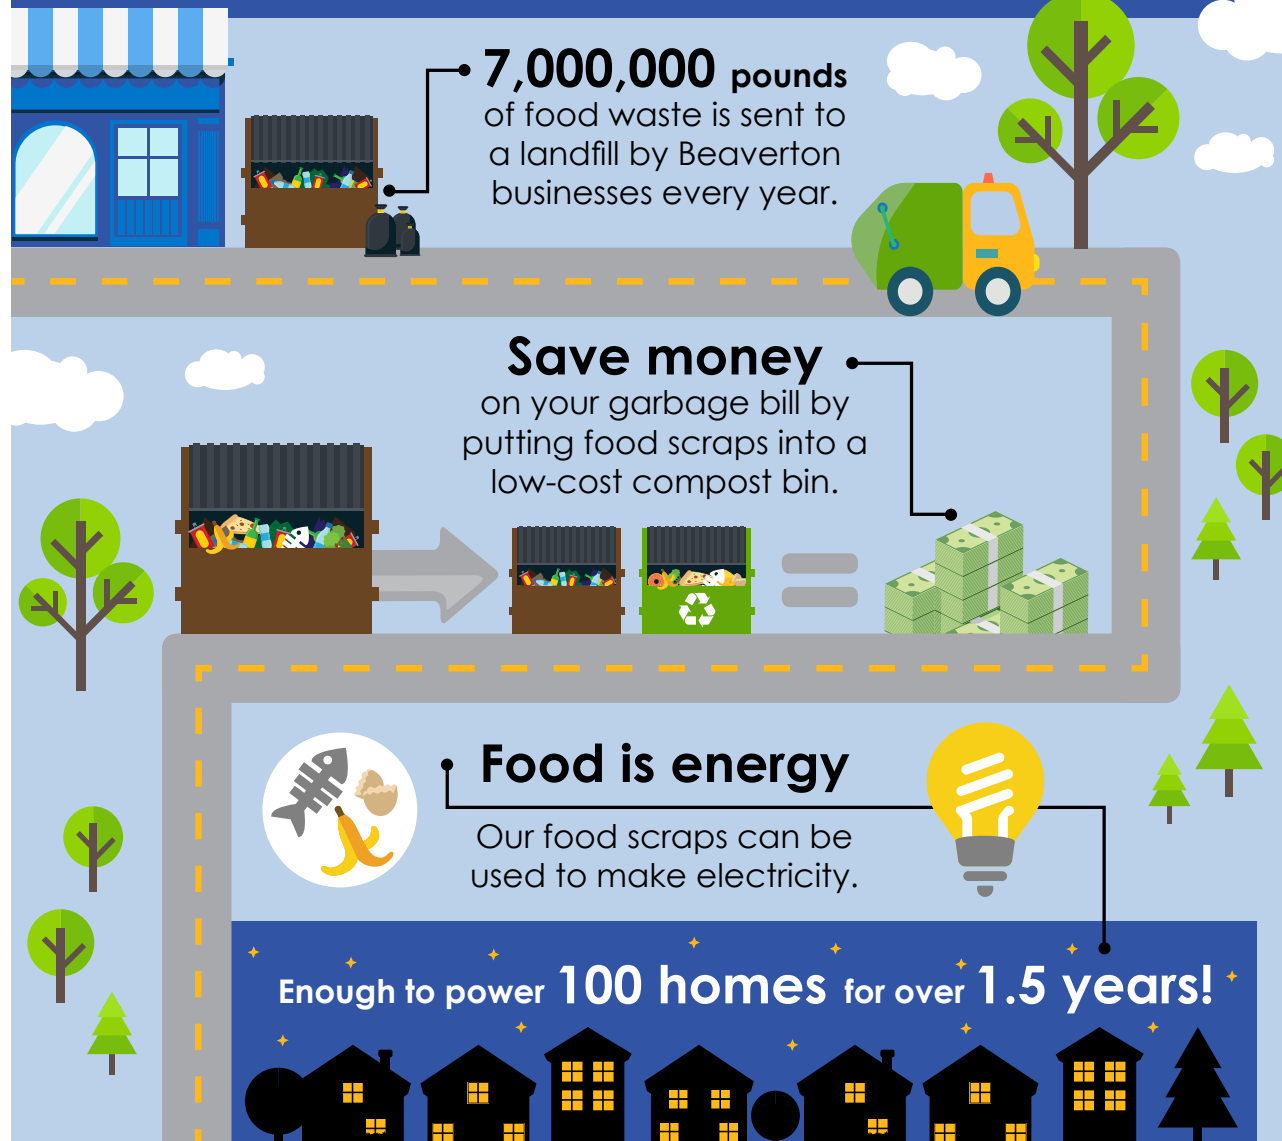 7,000,000 pounds
of food waste is sent to
a landfill by Beaverton
businesses every year.
Save money
on your garbage bill by
putting food scraps into a
low-cost compost bin.
Food is energy
Our food scraps can be
used to make electricity.
Enough to power 100 homes for over 1.5 years!